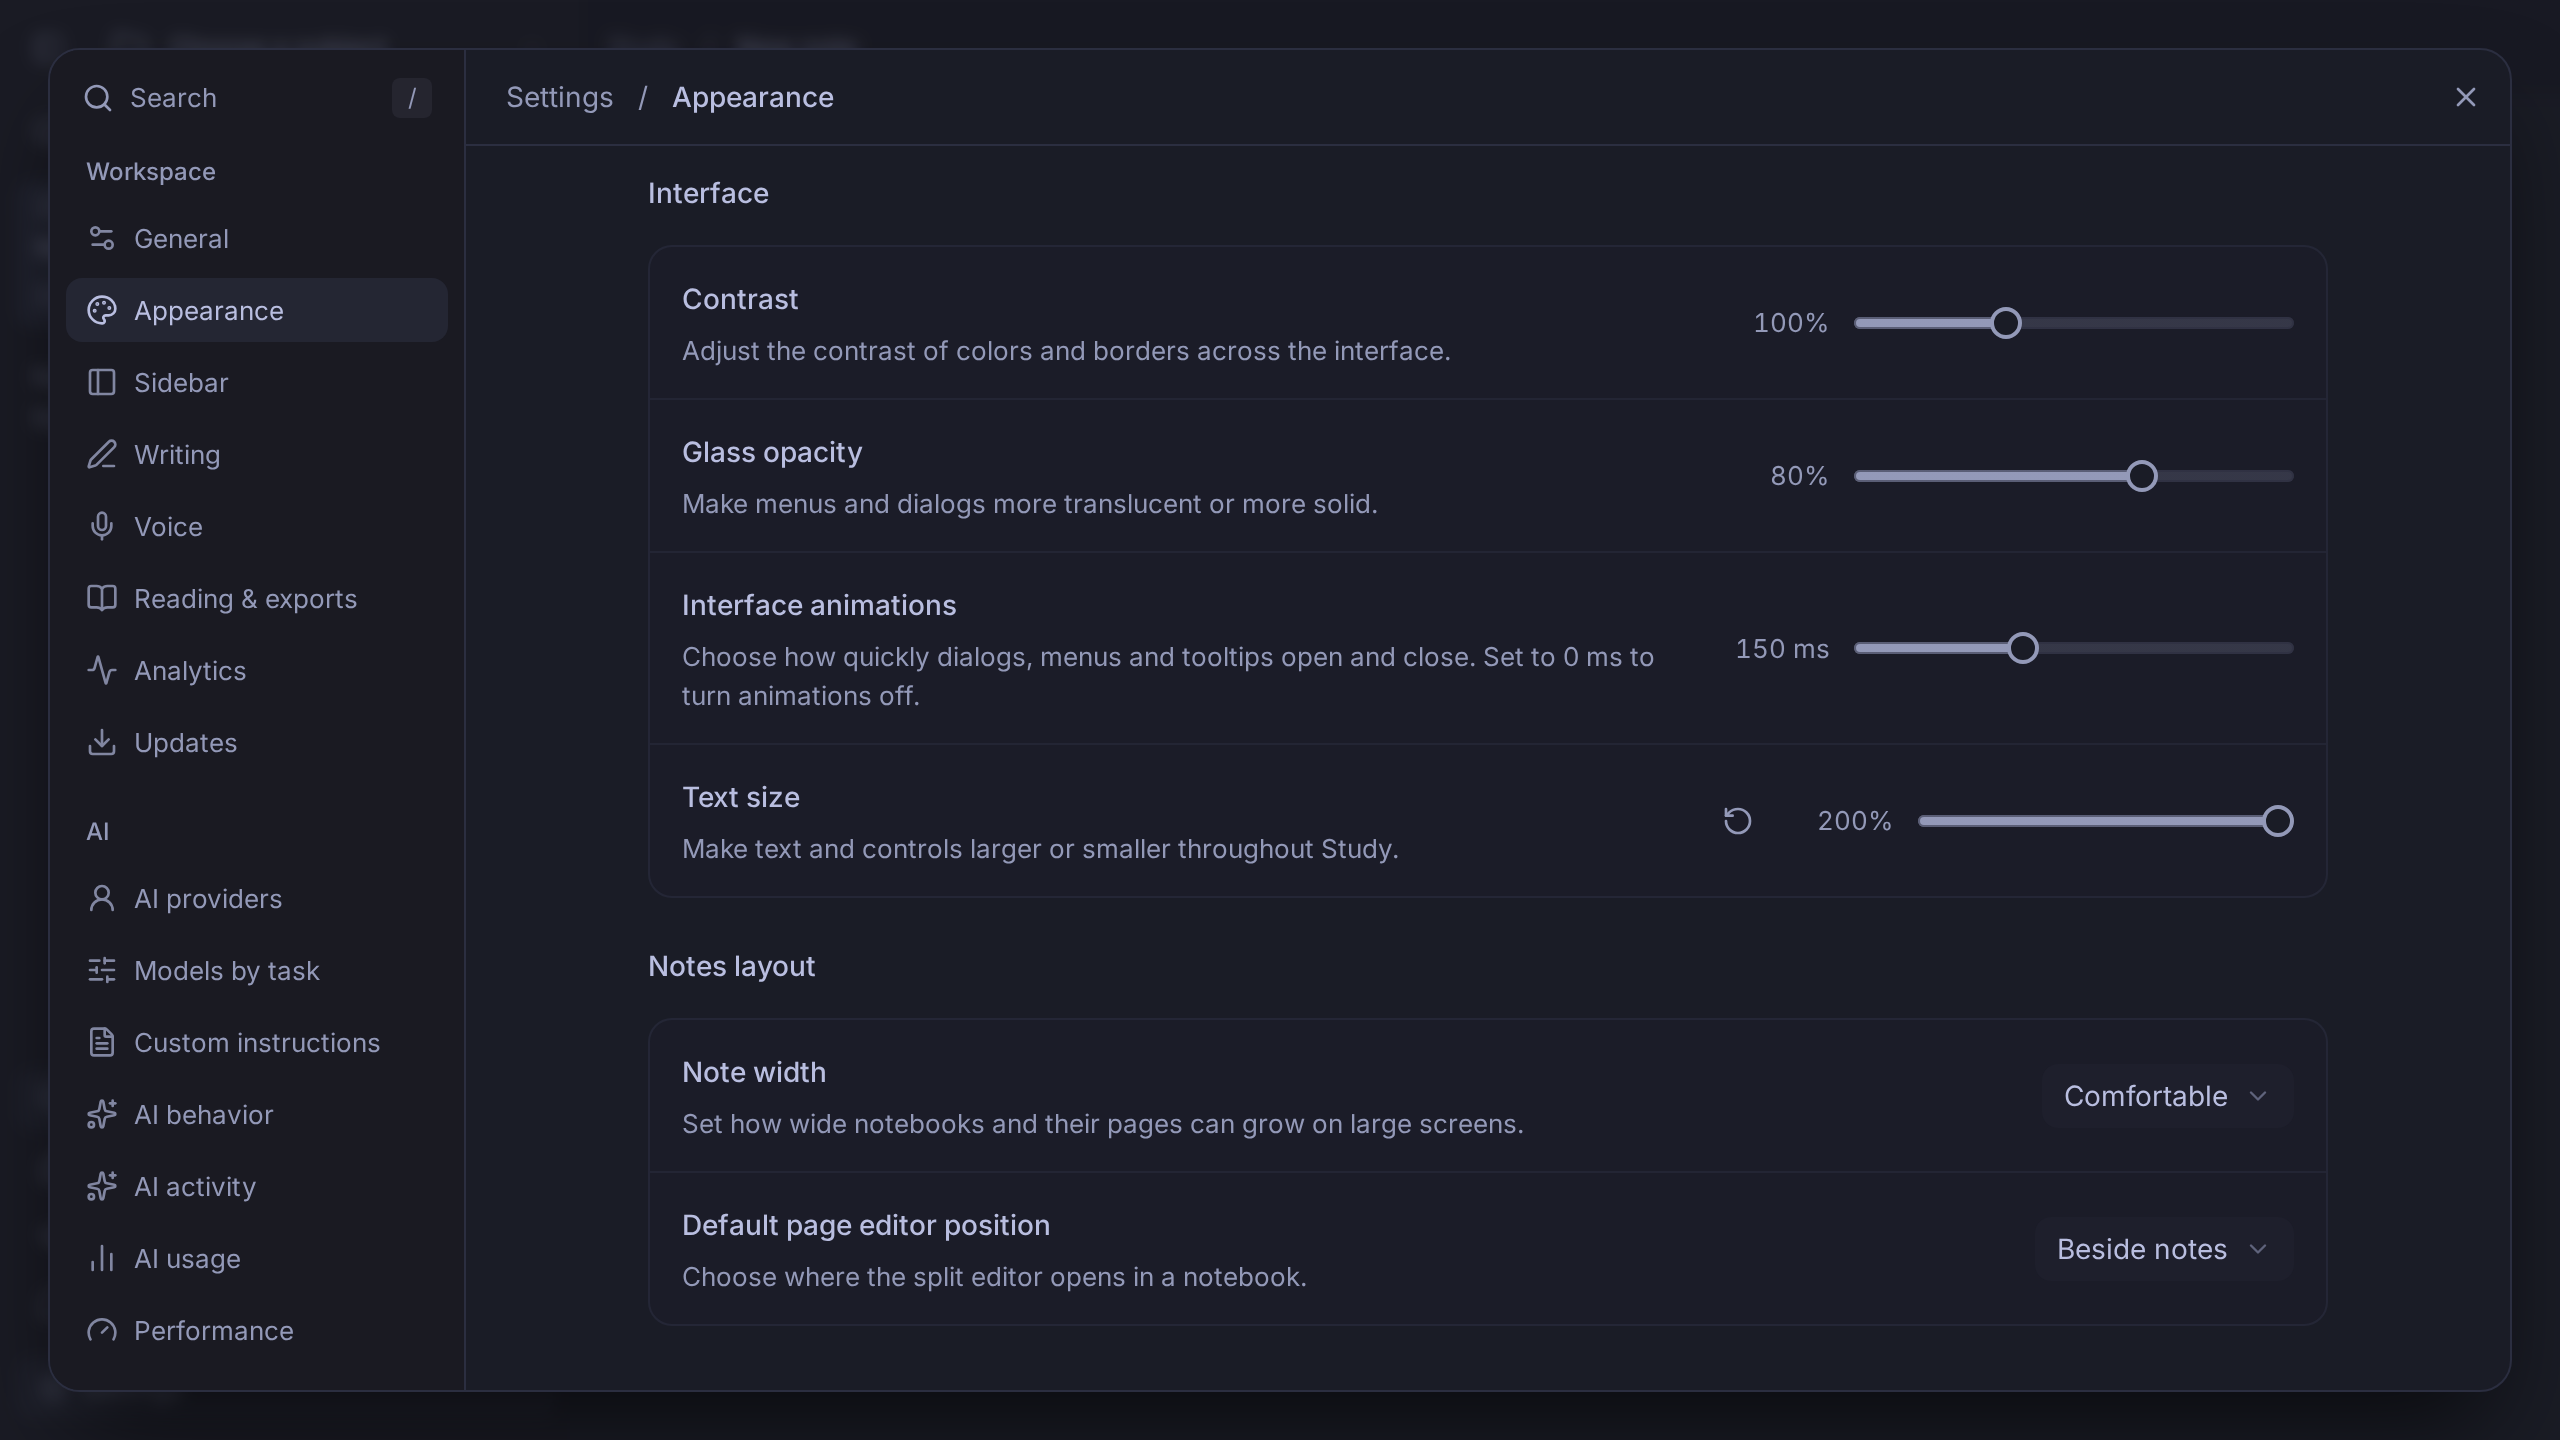 Search /
Workspace
General
Appearance
Sidebar
Writing
Voice
Reading & exports
Analytics
Updates
AI
AI providers
Models by task
Custom instructions
AI behavior
AI activity
AI usage
Performance
Settings / Appearance
Interface
Contrast
Adjust the contrast of colors and borders across the interface.
100%
Glass opacity
Make menus and dialogs more translucent or more solid.
80%
Interface animations
Choose how quickly dialogs, menus and tooltips open and close. Set to 0 ms to
turn animations off.
150 ms
Text size
Make text and controls larger or smaller throughout Study.
200%
Notes layout
Note width
Set how wide notebooks and their pages can grow on large screens.
Comfortable
Default page editor position
Choose where the split editor opens in a notebook.
Beside notes